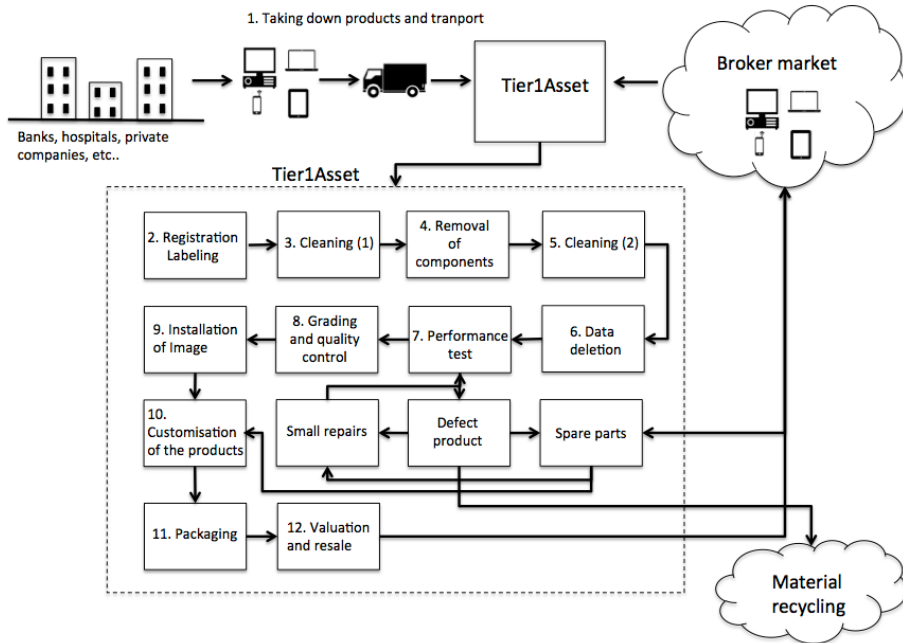 1. Taking down products and tranport
Tier1Asset
Broker market
Banks, hospitals, private
companies, etc..
Tier1Asset
2. Registration
Labeling
3. Cleaning (1)
4. Removal
of
components
5. Cleaning (2)
9. Installation
of Image
8. Grading
and quality
control
7. Performance
test
6. Data
deletion
10.
Customisation
of the products
Small repairs
Defect
product
Spare parts
11. Packaging
12. Valuation
and resale
Material
recycling